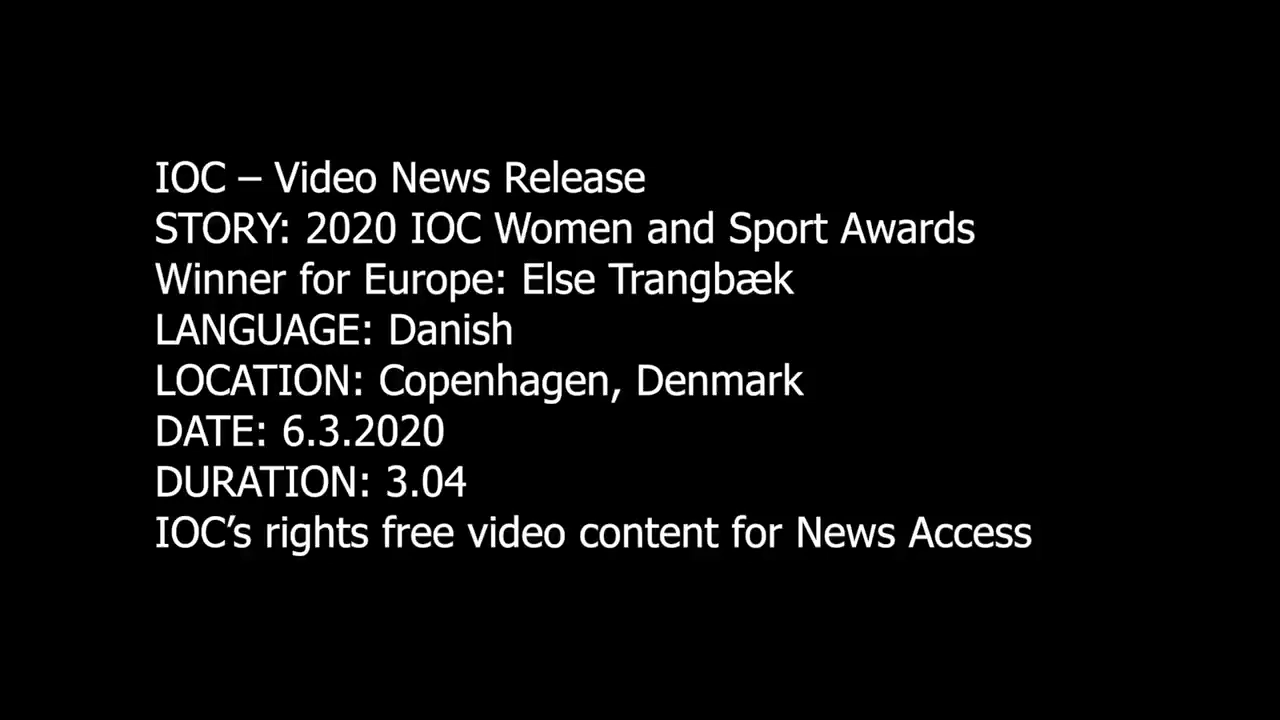 IOC – Video News Release
STORY: 2020 IOC Women and Sport Awards
Winner for Europe: Else Trangbæk
LANGUAGE: Danish
LOCATION: Copenhagen, Denmark
DATE: 6.3.2020
DURATION: 3.04
IOC’s rights free video content for News Access